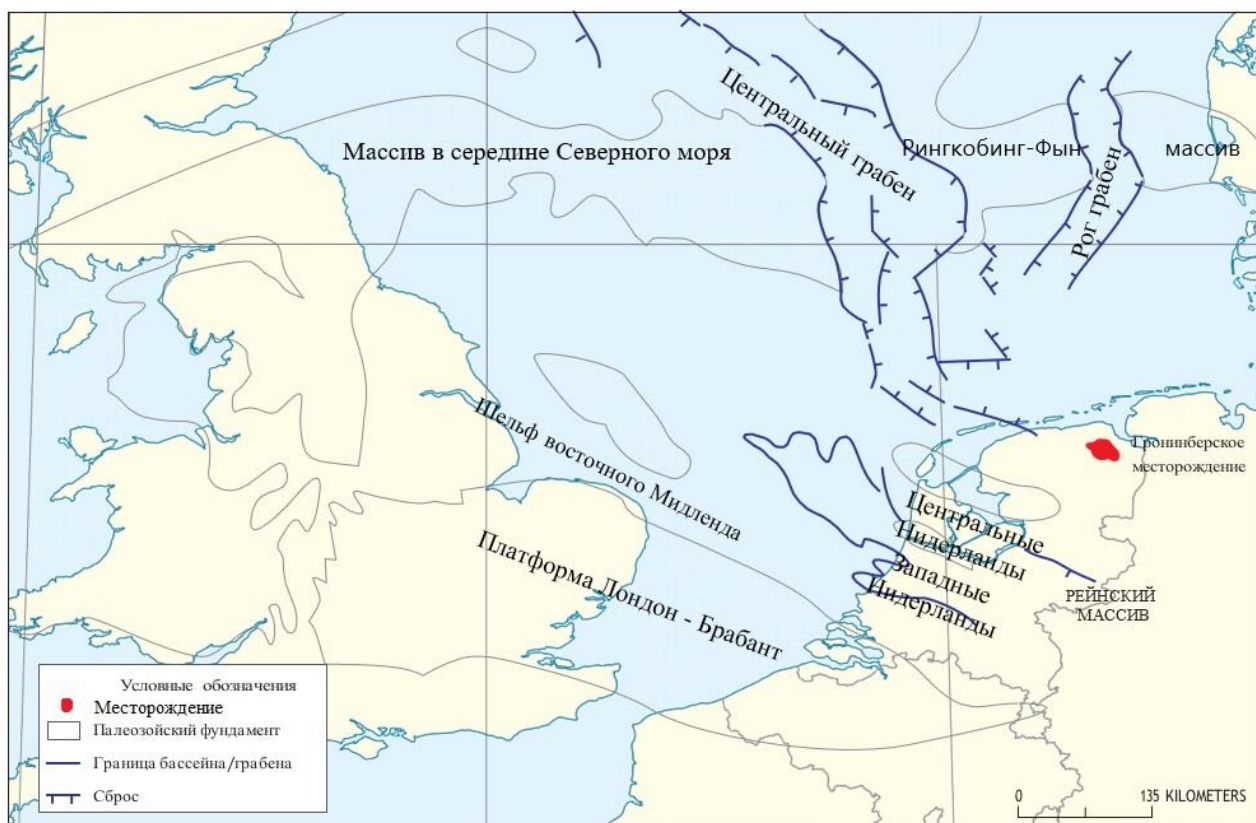 Центральный грабен
Массив в середине Северного моря
Рингкобинг-Фын массив
Рог грабен
Шельф восточного Мидленда
Гронинберское
месторождение
Центральные
Нидерланды
Западные
Нидерланды
Платформа Лондон - Брабант
РЕЙНСКИЙ
МАССИВ
Условные обозначения
Месторождение
Палеозойский фундамент
Граница бассейна/грабена
Сброс
0 135 KILOMETERS